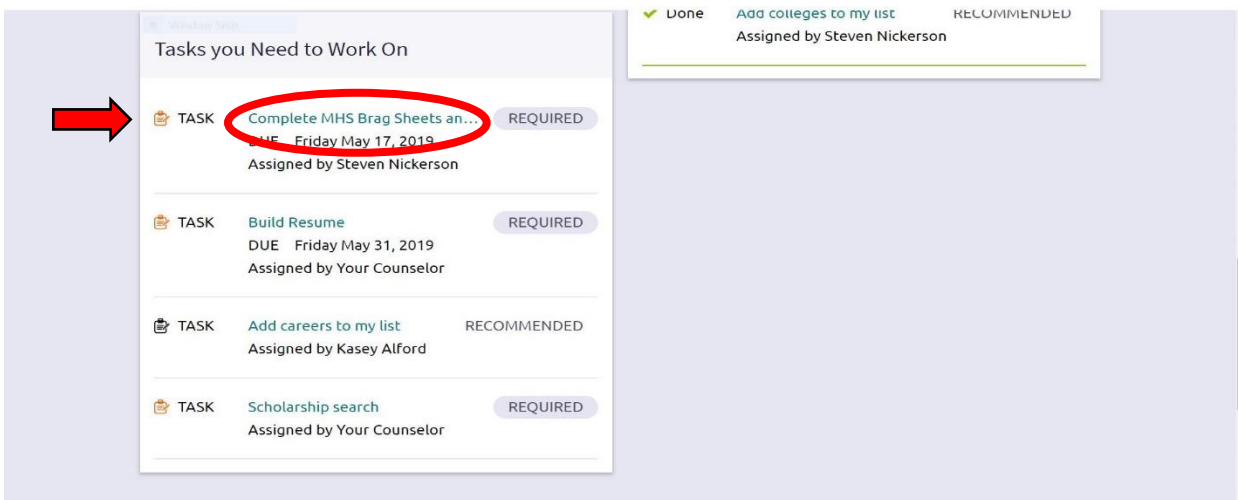 Tasks you Need to Work On
TASK Complete MHS Brag Sheets an... REQUIRED
DUE Friday May 17, 2019
Assigned by Steven Nickerson
TASK Build Resume REQUIRED
DUE Friday May 31, 2019
Assigned by Your Counselor
TASK Add careers to my list RECOMMENDED
Assigned by Kasey Alford
TASK Scholarship search REQUIRED
Assigned by Your Counselor
Done Add colleges to my list RECOMMENDED
Assigned by Steven Nickerson